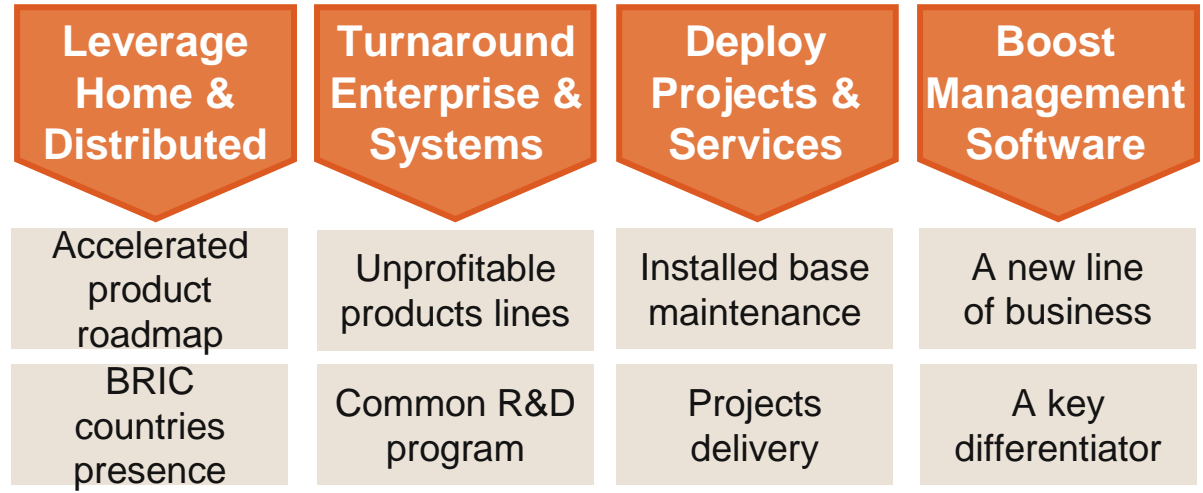 Leverage
Home &
Distributed
Turnaround
Enterprise &
Systems
Deploy
Projects &
Services
Boost
Management
Software
Accelerated
product
roadmap
Unprofitable
products lines
Installed base
maintenance
A new line
of business
BRIC
countries
presence
Common R&D
program
Projects
delivery
A key
differentiator